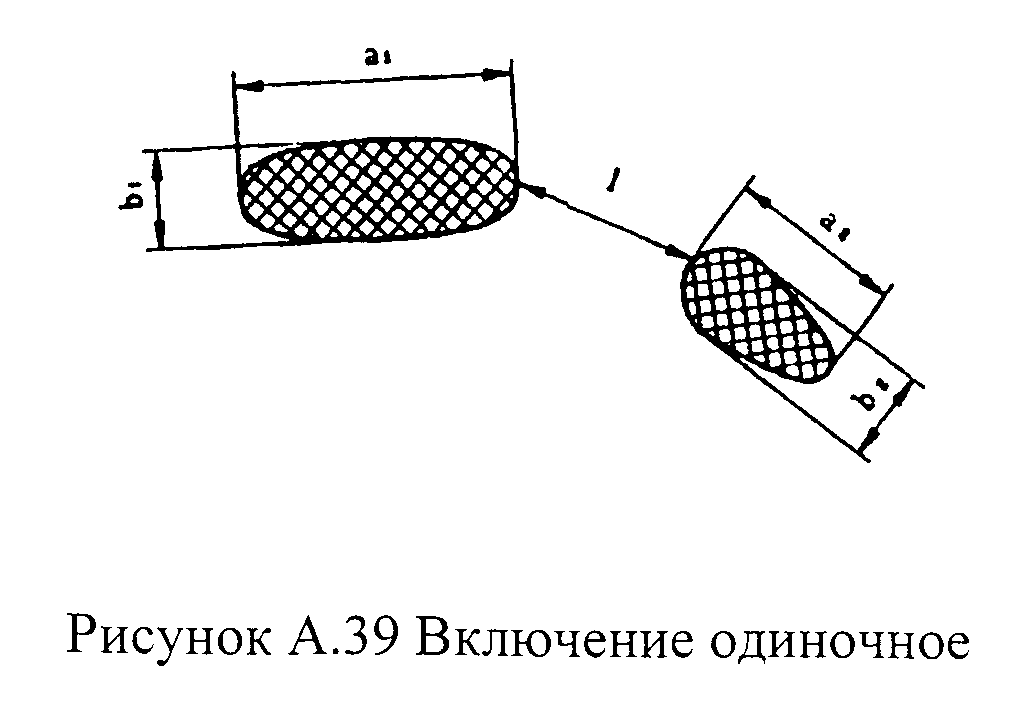 a₁
b₁
l
a₂
b₂
Рисунок А.39 Включение одиночное